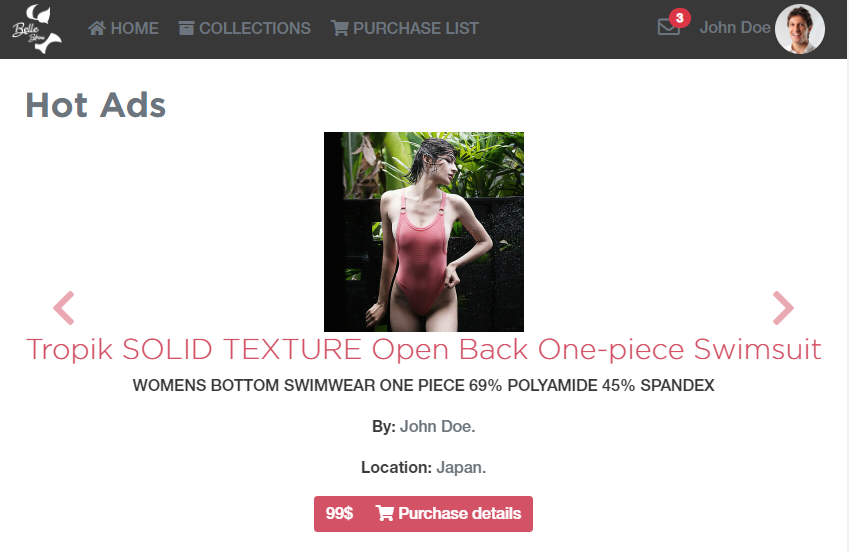 Belle
HOME COLLECTIONS PURCHASE LIST 3 John Doe
Hot Ads
Tropik SOLID TEXTURE Open Back One-piece Swimsuit
WOMENS BOTTOM SWIMWEAR ONE PIECE 69% POLYAMIDE 45% SPANDEX
By: John Doe.
Location: Japan.
99$ Purchase details